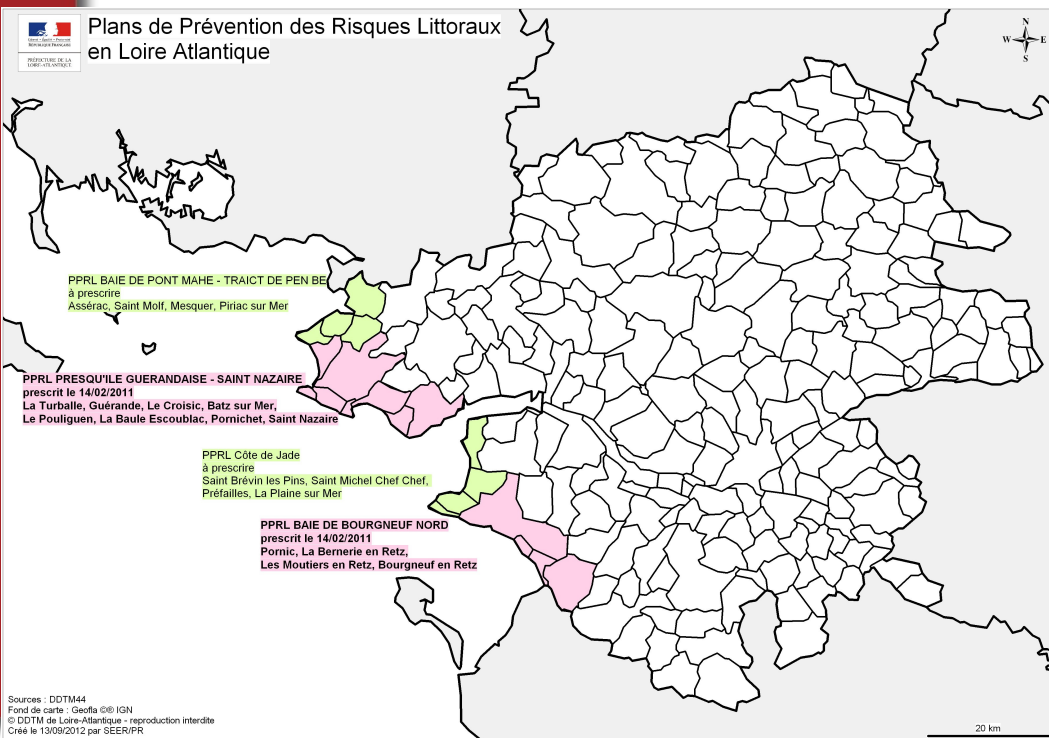 Plans de Prévention des Risques Littoraux
en Loire Atlantique
Liberté • Égalité • Fraternité
RÉPUBLIQUE FRANÇAISE
PRÉFECTURE DE LA
LOIRE-ATLANTIQUE
N
W E
S
PPRL BAIE DE PONT MAHE - TRAICT DE PEN BE
à prescrire
Assérac, Saint Molf, Mesquer, Piriac sur Mer
PPRL PRESQU'ILE GUERANDAISE - SAINT NAZAIRE
prescrit le 14/02/2011
La Turballe, Guérande, Le Croisic, Batz sur Mer,
Le Pouliguen, La Baule Escoublac, Pornichet, Saint Nazaire
PPRL Côte de Jade
à prescrire
Saint Brévin les Pins, Saint Michel Chef Chef,
Préfailles, La Plaine sur Mer
PPRL BAIE DE BOURGNEUF NORD
prescrit le 14/02/2011
Pornic, La Bernerie en Retz,
Les Moutiers en Retz, Bourgneuf en Retz
Sources : DDTM44
Fond de carte : Geofla ©® IGN
© DDTM de Loire-Atlantique - reproduction interdite
Créé le 13/09/2012 par SEER/PR
20 km